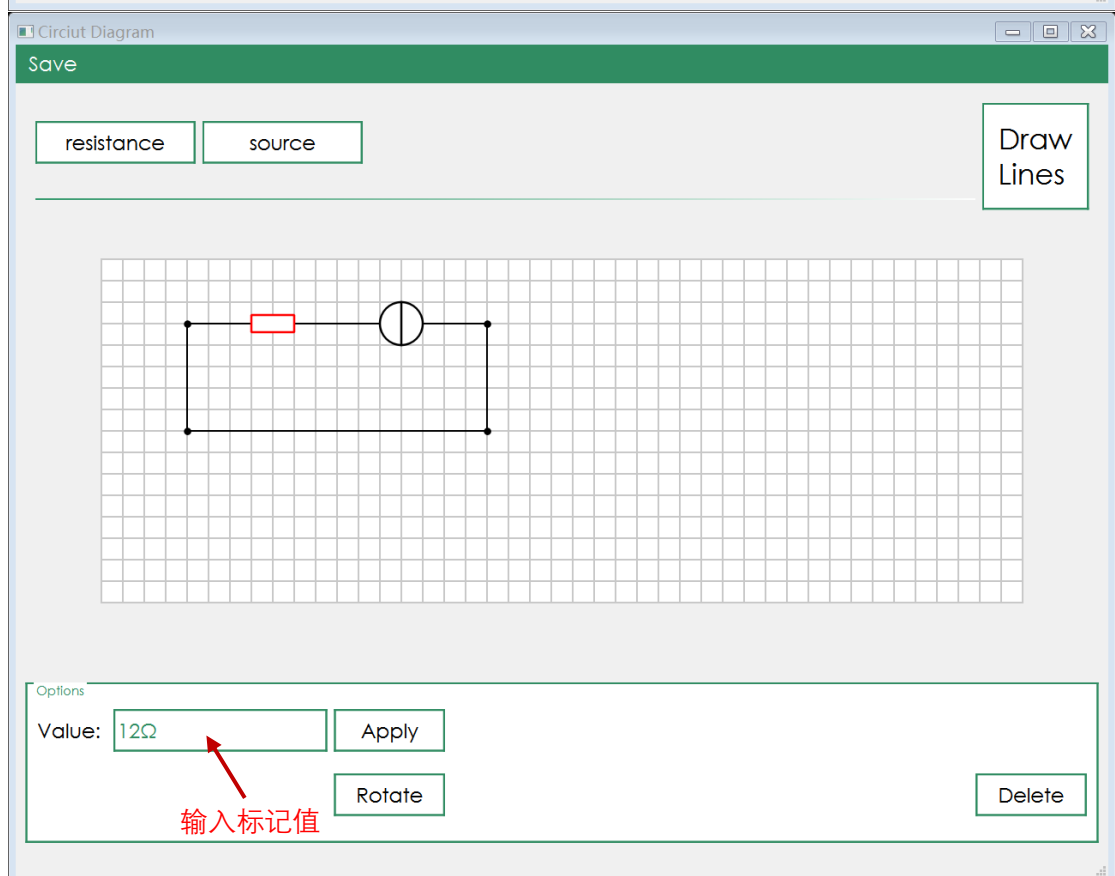 Circiut Diagram
Save
resistance
source
Draw
Lines
Options
Value: 12Ω Apply
Rotate
Delete
输入标记值